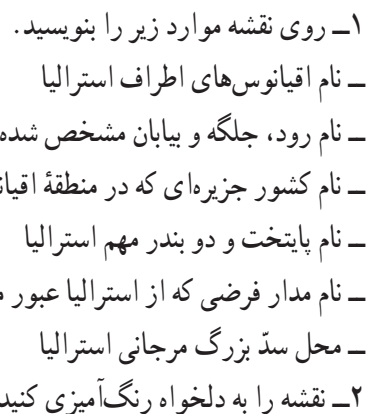 ۱ــ روی نقشه موارد زیر را بنویسید.
ــ نام اقیانوس‌های اطراف استرالیا
ــ نام رود، جلگه و بیابان مشخص شده
ــ نام کشور جزیره‌ای که در منطقهٔ
ــ نام پایتخت و دو بندر مهم استرالیا
ــ نام مدار فرضی که از استرالیا عبور
ــ محل سدّ بزرگ مرجانی استرالیا
۲ــ نقشه را به دلخواه رنگ‌آمیزی کنید